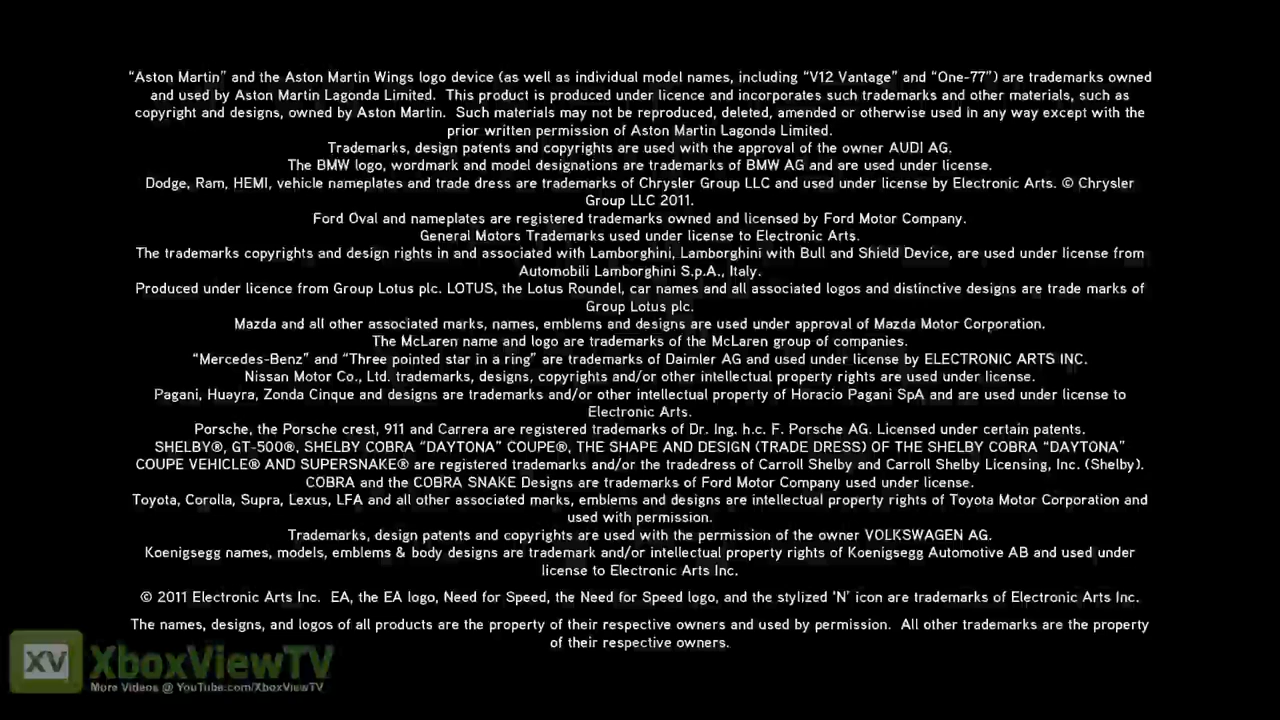 “Aston Martin” and the Aston Martin Wings logo device (as well as individual model names, including “V12 Vantage” and “One-77”) are trademarks owned
and used by Aston Martin Lagonda Limited.  This product is produced under licence and incorporates such trademarks and other materials, such as
copyright and designs, owned by Aston Martin.  Such materials may not be reproduced, deleted, amended or otherwise used in any way except with the
prior written permission of Aston Martin Lagonda Limited.
Trademarks, design patents and copyrights are used with the approval of the owner AUDI AG.
The BMW logo, wordmark and model designations are trademarks of BMW AG and are used under license.
Dodge, Ram, HEMI, vehicle nameplates and trade dress are trademarks of Chrysler Group LLC and used under license by Electronic Arts. © Chrysler
Group LLC 2011.
Ford Oval and nameplates are registered trademarks owned and licensed by Ford Motor Company.
General Motors Trademarks used under license to Electronic Arts.
The trademarks copyrights and design rights in and associated with Lamborghini, Lamborghini with Bull and Shield Device, are used under license from
Automobili Lamborghini S.p.A., Italy.
Produced under licence from Group Lotus plc. LOTUS, the Lotus Roundel, car names and all associated logos and distinctive designs are trade marks of
Group Lotus plc.
Mazda and all other associated marks, names, emblems and designs are used under approval of Mazda Motor Corporation.
The McLaren name and logo are trademarks of the McLaren group of companies.
“Mercedes-Benz” and “Three pointed star in a ring” are trademarks of Daimler AG and used under license by ELECTRONIC ARTS INC.
Nissan Motor Co., Ltd. trademarks, designs, copyrights and/or other intellectual property rights are used under license.
Pagani, Huayra, Zonda Cinque and designs are trademarks and/or other intellectual property of Horacio Pagani SpA and are used under license to
Electronic Arts.
Porsche, the Porsche crest, 911 and Carrera are registered trademarks of Dr. Ing. h.c. F. Porsche AG. Licensed under certain patents.
SHELBY®, GT-500®, SHELBY COBRA “DAYTONA” COUPE®, THE SHAPE AND DESIGN (TRADE DRESS) OF THE SHELBY COBRA “DAYTONA”
COUPE VEHICLE® AND SUPERSNAKE® are registered trademarks and/or the tradedress of Carroll Shelby and Carroll Shelby Licensing, Inc. (Shelby).
COBRA and the COBRA SNAKE Designs are trademarks of Ford Motor Company used under license.
Toyota, Corolla, Supra, Lexus, LFA and all other associated marks, emblems and designs are intellectual property rights of Toyota Motor Corporation and
used with permission.
Trademarks, design patents and copyrights are used with the permission of the owner VOLKSWAGEN AG.
Koenigsegg names, models, emblems & body designs are trademark and/or intellectual property rights of Koenigsegg Automotive AB and used under
license to Electronic Arts Inc.
© 2011 Electronic Arts Inc.  EA, the EA logo, Need for Speed, the Need for Speed logo, and the stylized ‘N’ icon are trademarks of Electronic Arts Inc.
The names, designs, and logos of all products are the property of their respective owners and used by permission.  All other trademarks are the property
of their respective owners.
XV XboxViewTV
More Videos @ YouTube.com/XboxViewTV